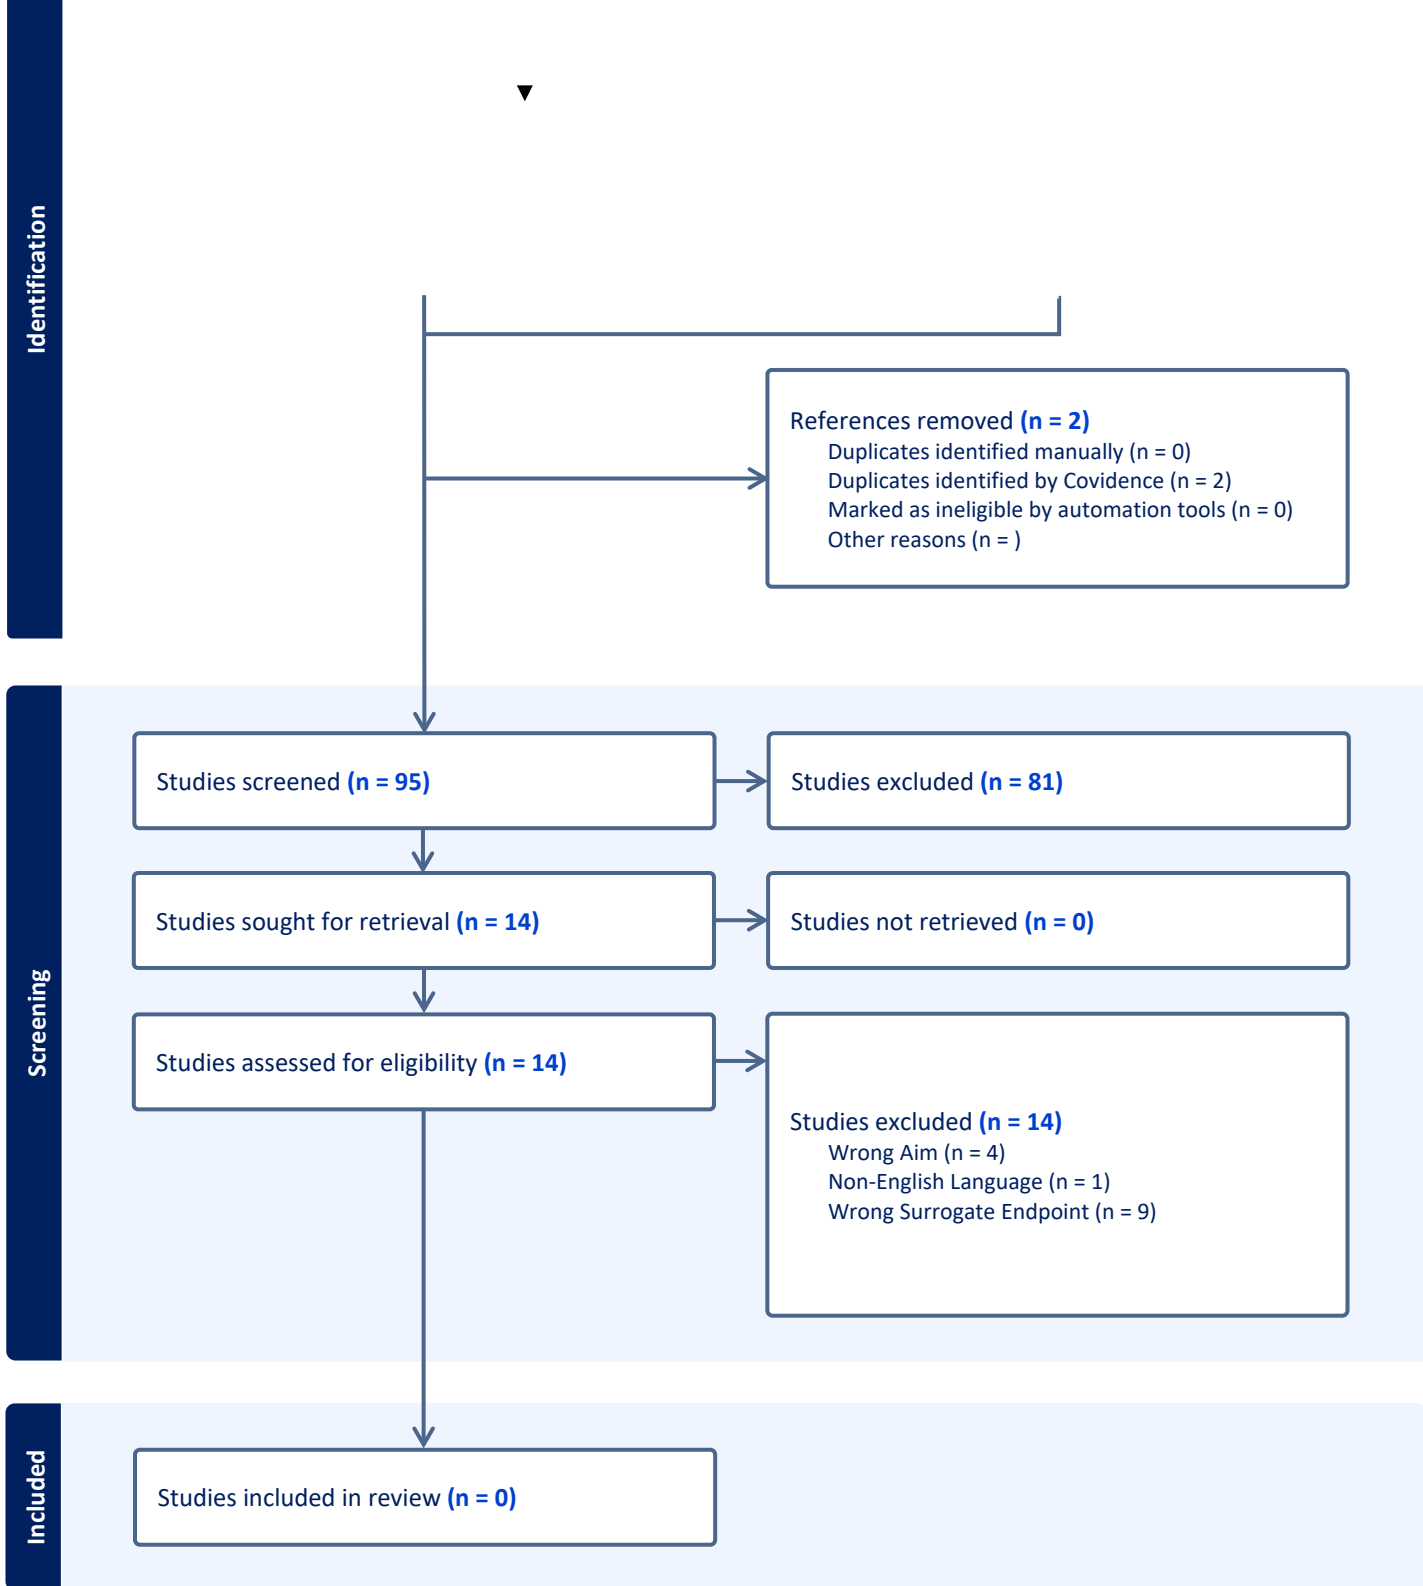 Identification
References removed (n = 2)
Duplicates identified manually (n = 0)
Duplicates identified by Covidence (n = 2)
Marked as ineligible by automation tools (n = 0)
Other reasons (n = )
Screening
Studies screened (n = 95)
Studies excluded (n = 81)
Studies sought for retrieval (n = 14)
Studies not retrieved (n = 0)
Studies assessed for eligibility (n = 14)
Studies excluded (n = 14)
Wrong Aim (n = 4)
Non-English Language (n = 1)
Wrong Surrogate Endpoint (n = 9)
Included
Studies included in review (n = 0)